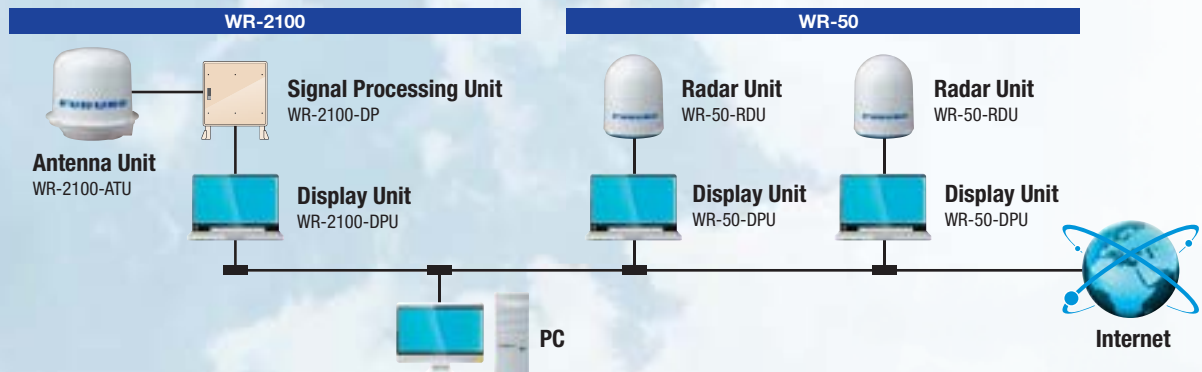 WR-2100
WR-50
FURUNO
Antenna Unit
WR-2100-ATU
Signal Processing Unit
WR-2100-DP
Display Unit
WR-2100-DPU
Radar Unit
WR-50-RDU
Radar Unit
WR-50-RDU
Display Unit
WR-50-DPU
Display Unit
WR-50-DPU
PC
Internet